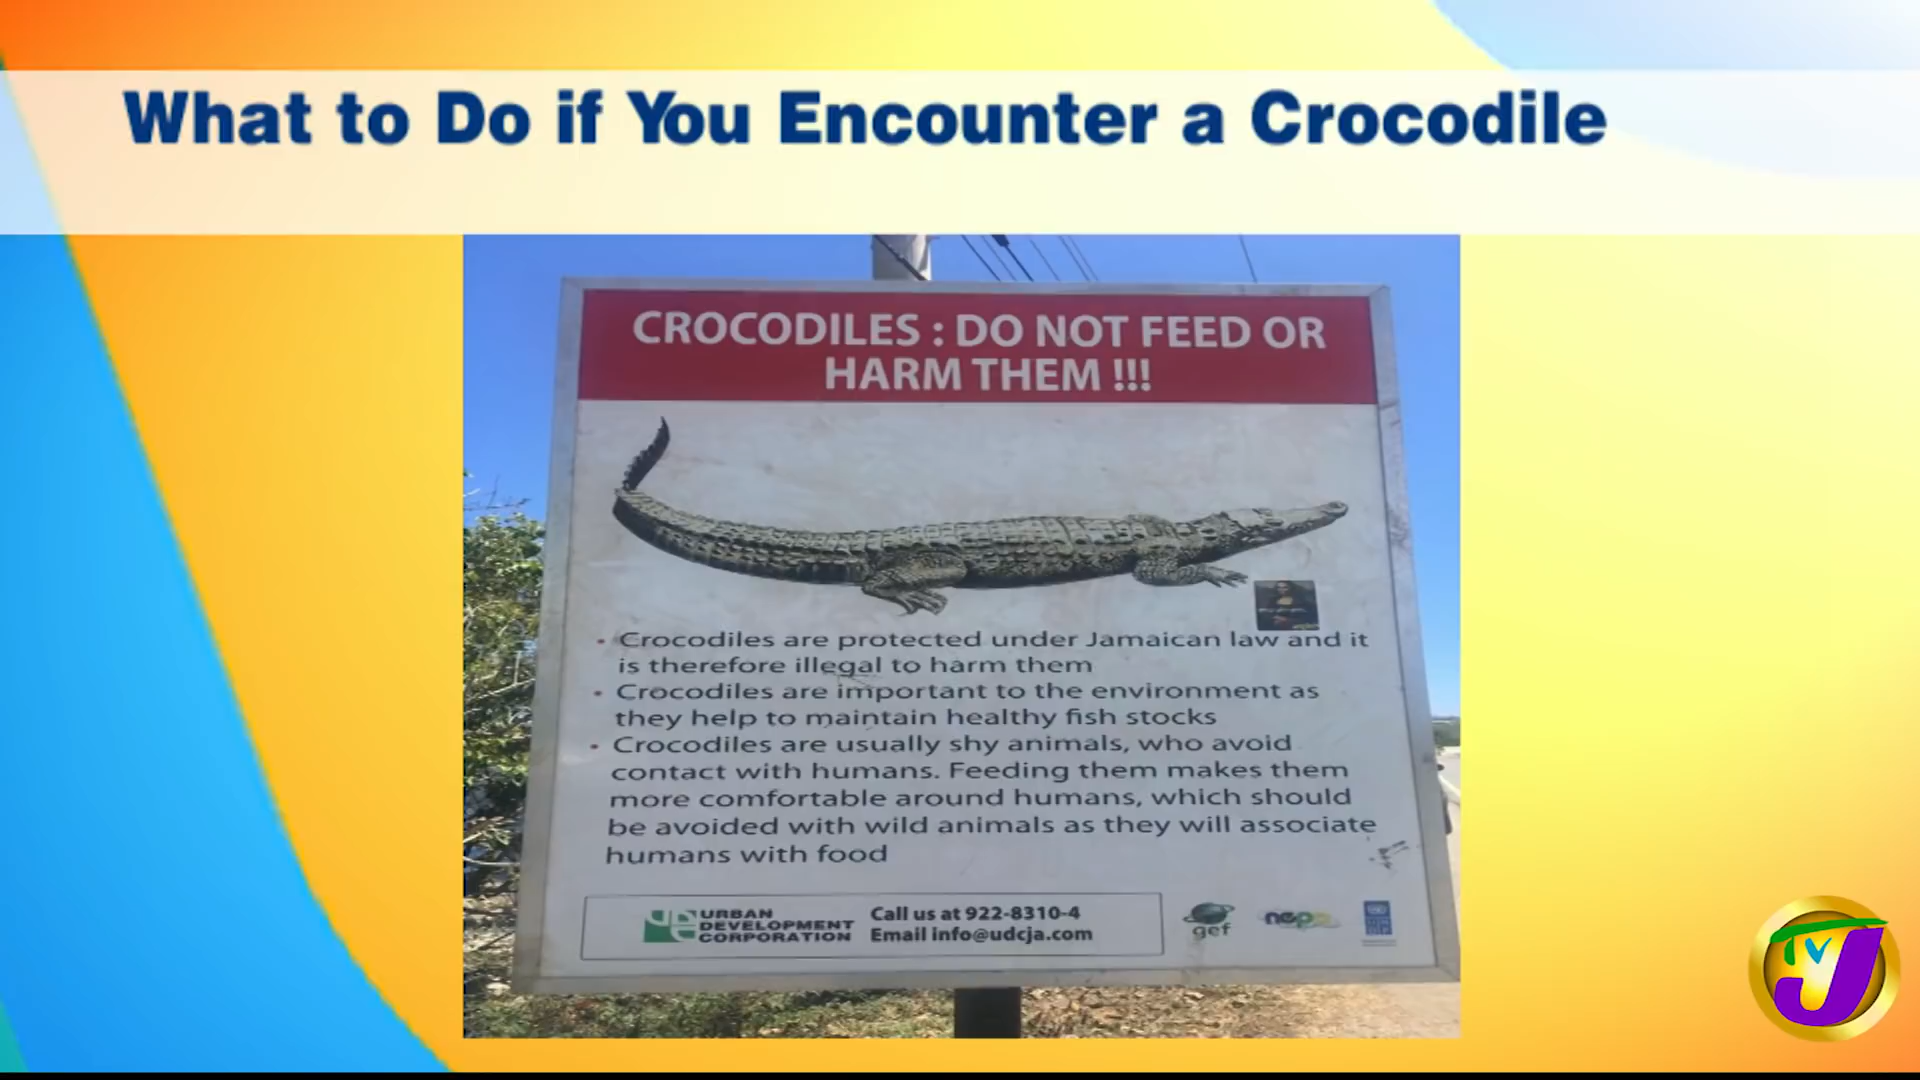 What to Do if You Encounter a Crocodile
CROCODILES : DO NOT FEED OR
HARM THEM !!!
• Crocodiles are protected under Jamaican law and it
is therefore illegal to harm them
• Crocodiles are important to the environment as
they help to maintain healthy fish stocks
• Crocodiles are usually shy animals, who avoid
contact with humans. Feeding them makes them
more comfortable around humans, which should
be avoided with wild animals as they will associate
humans with food
URBAN
DEVELOPMENT
CORPORATION
Call us at 922-8310-4
Email info@udcja.com
gef
nepa
TVJ